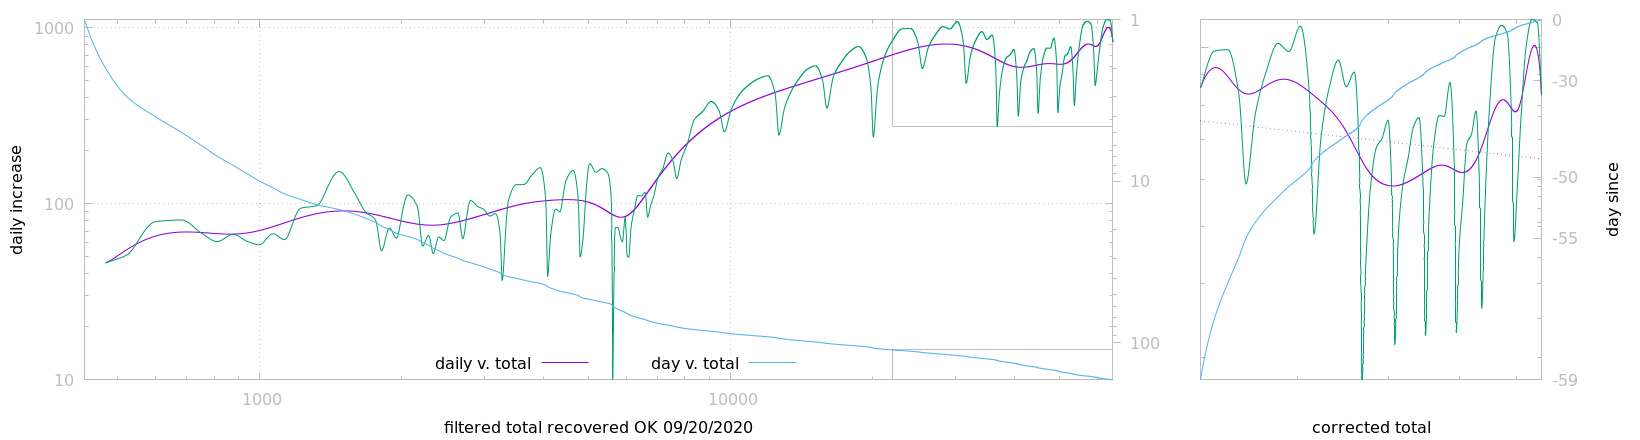 1000
100
10
daily increase
1000
10000
filtered total recovered OK 09/20/2020
daily v. total
day v. total
1
10
100
0
-30
-50
-55
-59
day since
corrected total